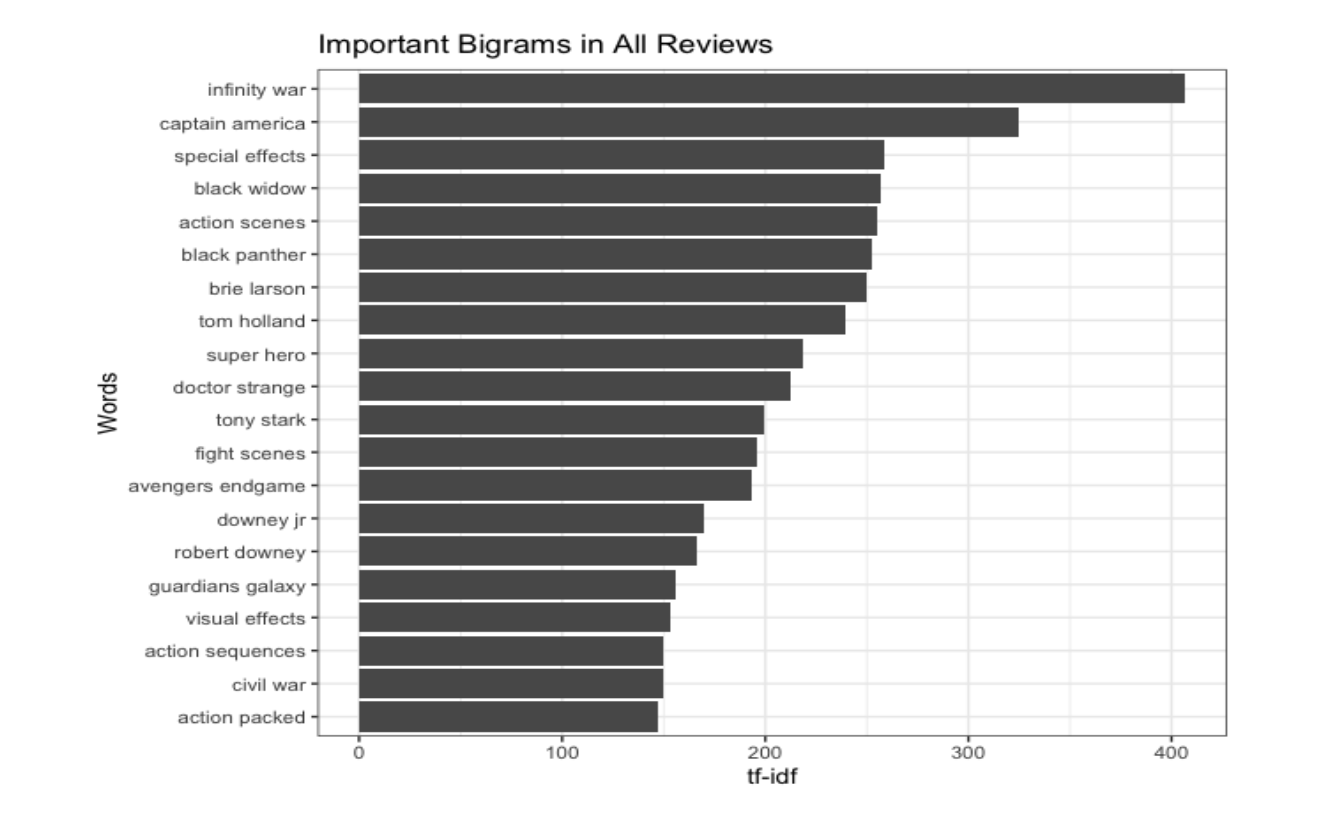 Important Bigrams in All Reviews
infinity war
captain america
special effects
black widow
action scenes
black panther
brie larson
tom holland
super hero
doctor strange
tony stark
fight scenes
avengers endgame
downey jr
robert downey
guardians galaxy
visual effects
action sequences
civil war
action packed
Words
0 100 200 300 400
tf-idf